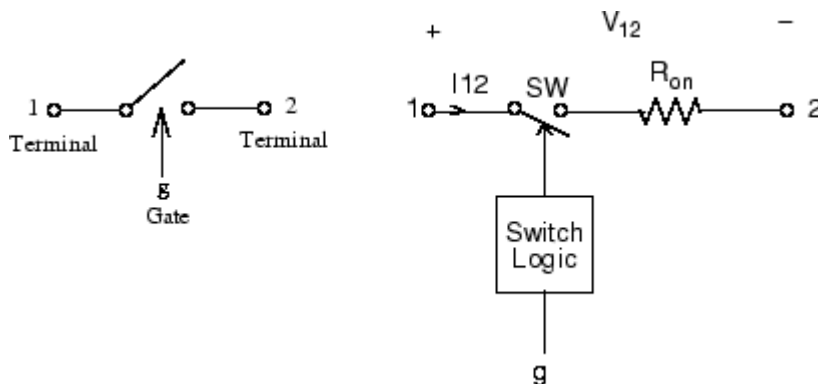 1
2
Terminal
Terminal
g
Gate
+ V12 −
I12
SW
Ron
1
2
Switch
Logic
g